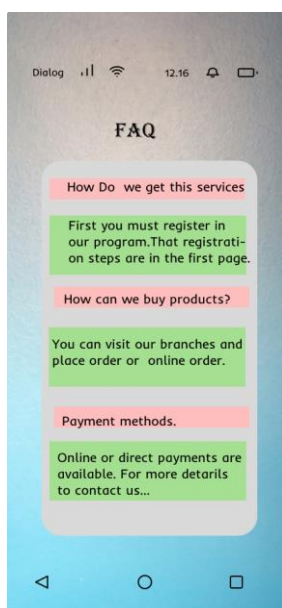 Dialog
12.16
FAQ
How Do we get this services
First you must register in
our program.That registrati-
on steps are in the first page.
How can we buy products?
You can visit our branches and
place order or online order.
Payment methods.
Online or direct payments are
available. For more detarils
to contact us...